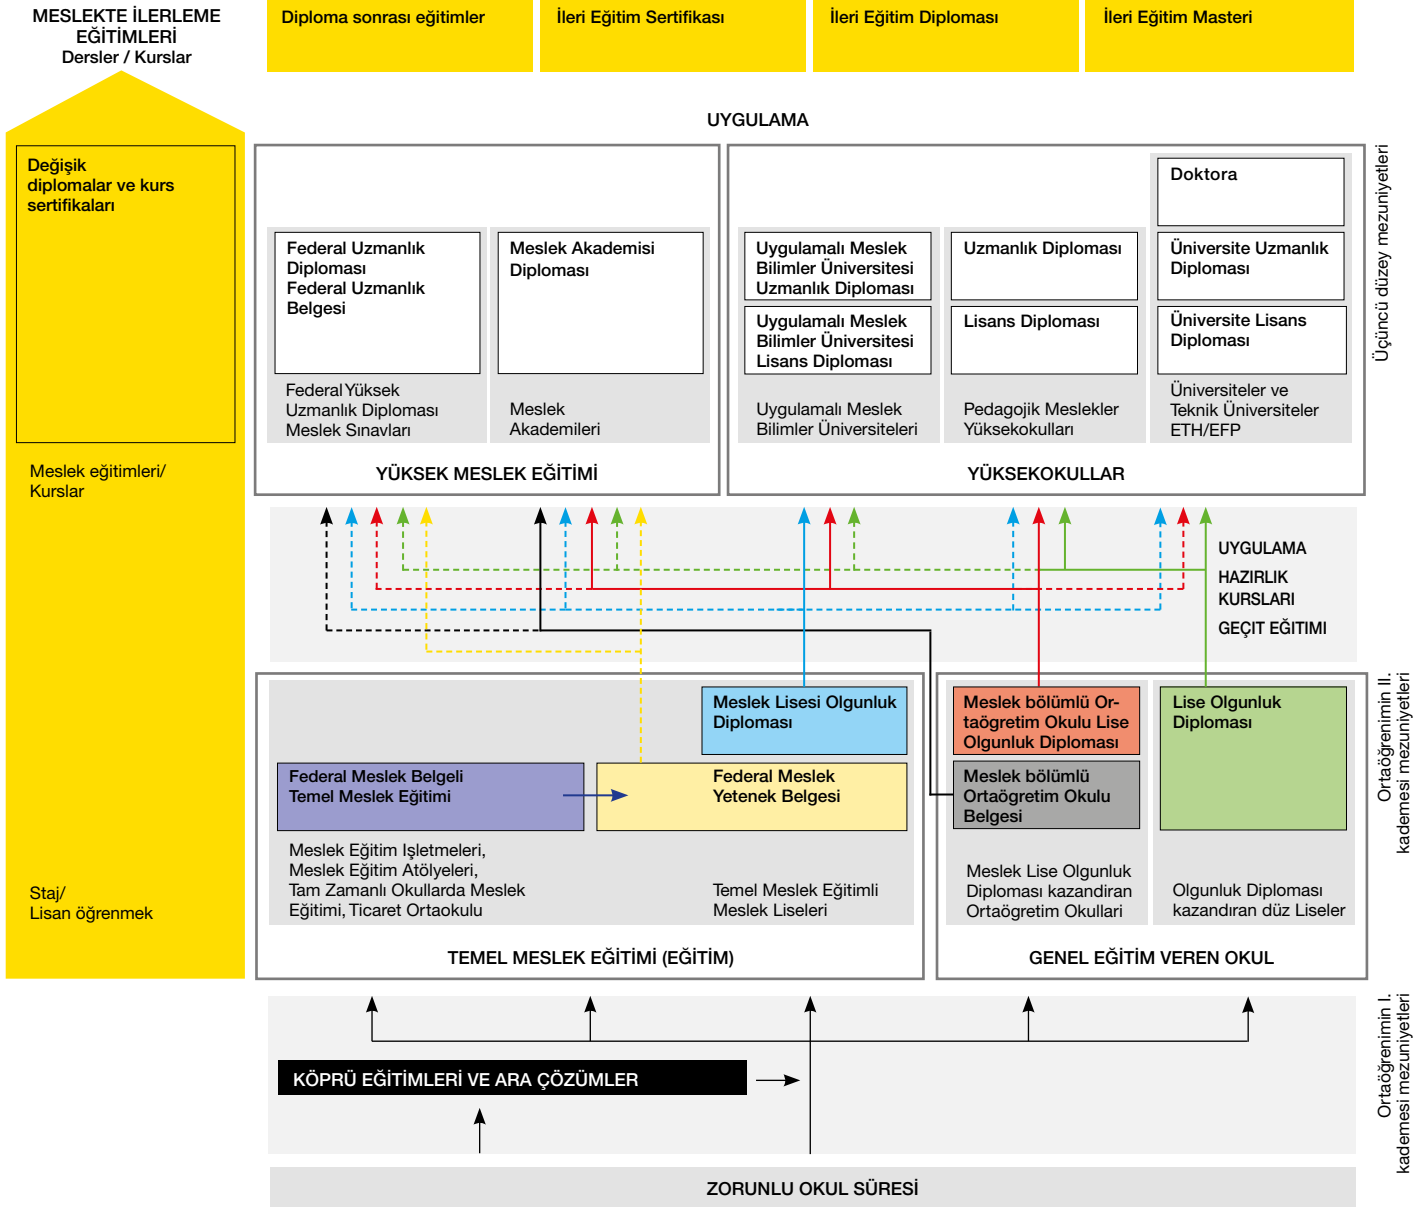 MESLEKTE İLERLEME
EĞİTİMLERİ
Dersler / Kurslar
Diploma sonrası eğitimler
İleri Eğitim Sertifikası
İleri Eğitim Diploması
İleri Eğitim Masteri
UYGULAMA
Değişik
diplomalar ve kurs
sertifikaları
Meslek eğitimleri/
Kurslar
Staj/
Lisan öğrenmek
Federal Uzmanlık
Diploması
Federal Uzmanlık
Belgesi
Federal Yüksek
Uzmanlık Diploması
Meslek Sınavları
Meslek Akademisi
Diploması
Meslek
Akademileri
YÜKSEK MESLEK EĞİTİMİ
Uygulamalı Meslek
Bilimler Üniversitesi
Uzmanlık Diploması
Uygulamalı Meslek
Bilimler Üniversitesi
Lisans Diploması
Uygulamalı Meslek
Bilimler Üniversiteleri
Uzmanlık Diploması
Lisans Diploması
Pedagojik Meslekler
Yüksekokulları
Doktora
Üniversite Uzmanlık
Diploması
Üniversite Lisans
Diploması
Üniversiteler ve
Teknik Üniversiteler
ETH/EFP
YÜKSEKOKULLAR
Üçüncü düzey mezuniyetleri
UYGULAMA
HAZIRLIK
KURSLARI
GEÇIT EĞITIMI
Meslek Lisesi Olgunluk
Diploması
Federal Meslek Belgeli
Temel Meslek Eğitimi
Federal Meslek
Yetenek Belgesi
Meslek Eğitim Işletmeleri,
Meslek Eğitim Atölyeleri,
Tam Zamanlı Okullarda Meslek
Eğitimi, Ticaret Ortaokulu
Temel Meslek Eğitimli
Meslek Liseleri
TEMEL MESLEK EĞİTİMİ (EĞİTİM)
Meslek bölümlü Or-
taögretim Okulu Lise
Olgunluk Diploması
Meslek bölümlü
Ortaögretim Okulu
Belgesi
Meslek Lise Olgunluk
Diploması kazandiran
Ortaögretim Okullari
Lise Olgunluk
Diploması
Olgunluk Diploması
kazandıran düz Liseler
GENEL EĞİTİM VEREN OKUL
Ortaöğrenimin II.
kademesi mezuniyetleri
KÖPRÜ EĞİTİMLERİ VE ARA ÇÖZÜMLER
Ortaöğrenimin I.
kademesi mezuniyetleri
ZORUNLU OKUL SÜRESİ